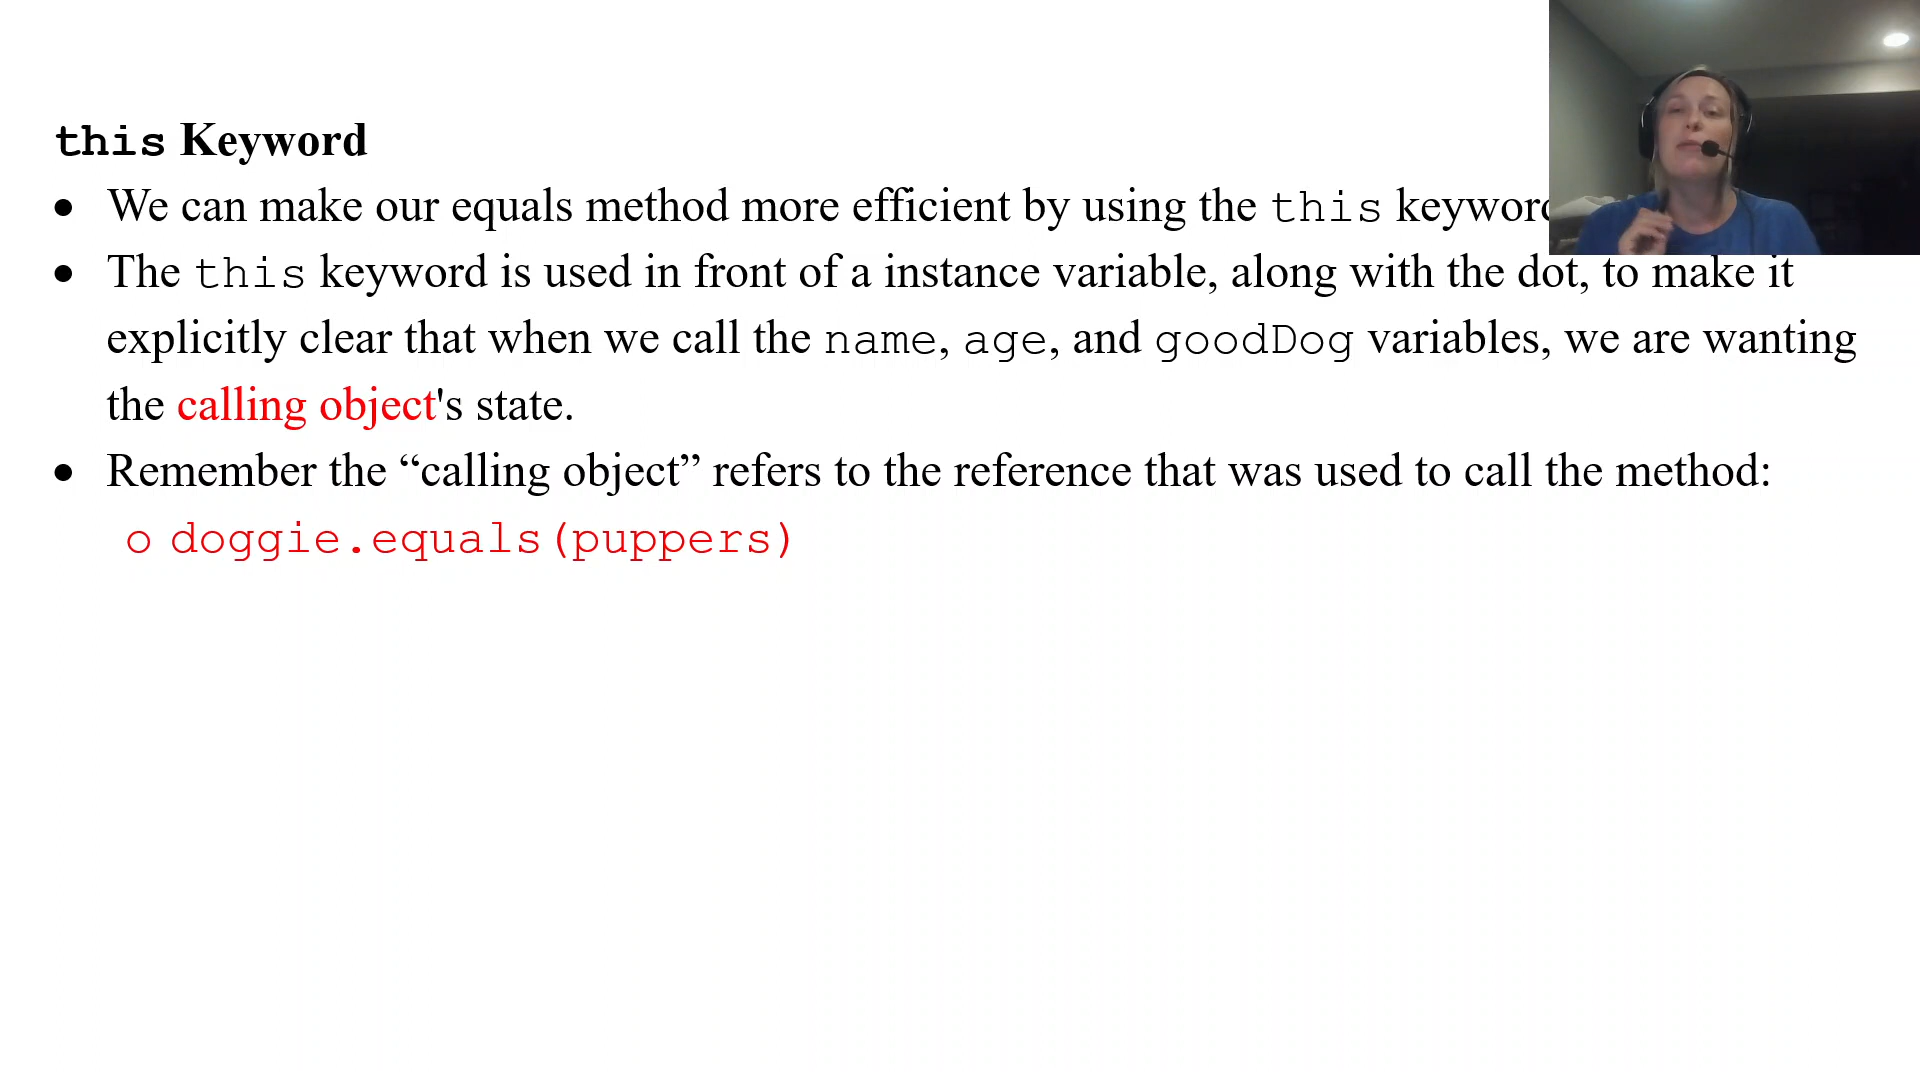 this Keyword
• We can make our equals method more efficient by using the this
• The this keyword is used in front of a instance variable, along with the dot, to make it
explicitly clear that when we call the name, age, and goodDog variables, we are wanting
the calling object's state.
• Remember the “calling object” refers to the reference that was used to call the method:
o doggie.equals(puppers)